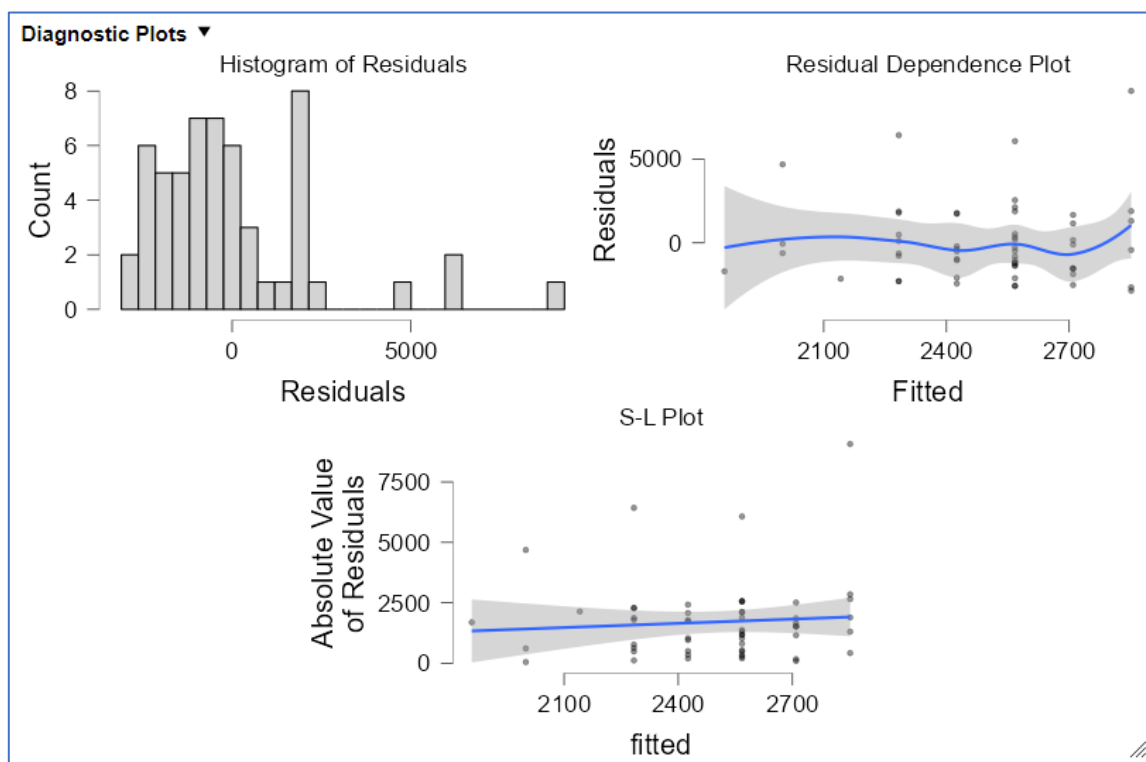 Diagnostic Plots ▼
Histogram of Residuals
8
6
4
2
0
Count
0 5000
Residuals
Residual Dependence Plot
Residuals
5000
0
2100 2400 2700
Fitted
S-L Plot
Absolute Value
of Residuals
7500
5000
2500
0
2100 2400 2700
fitted